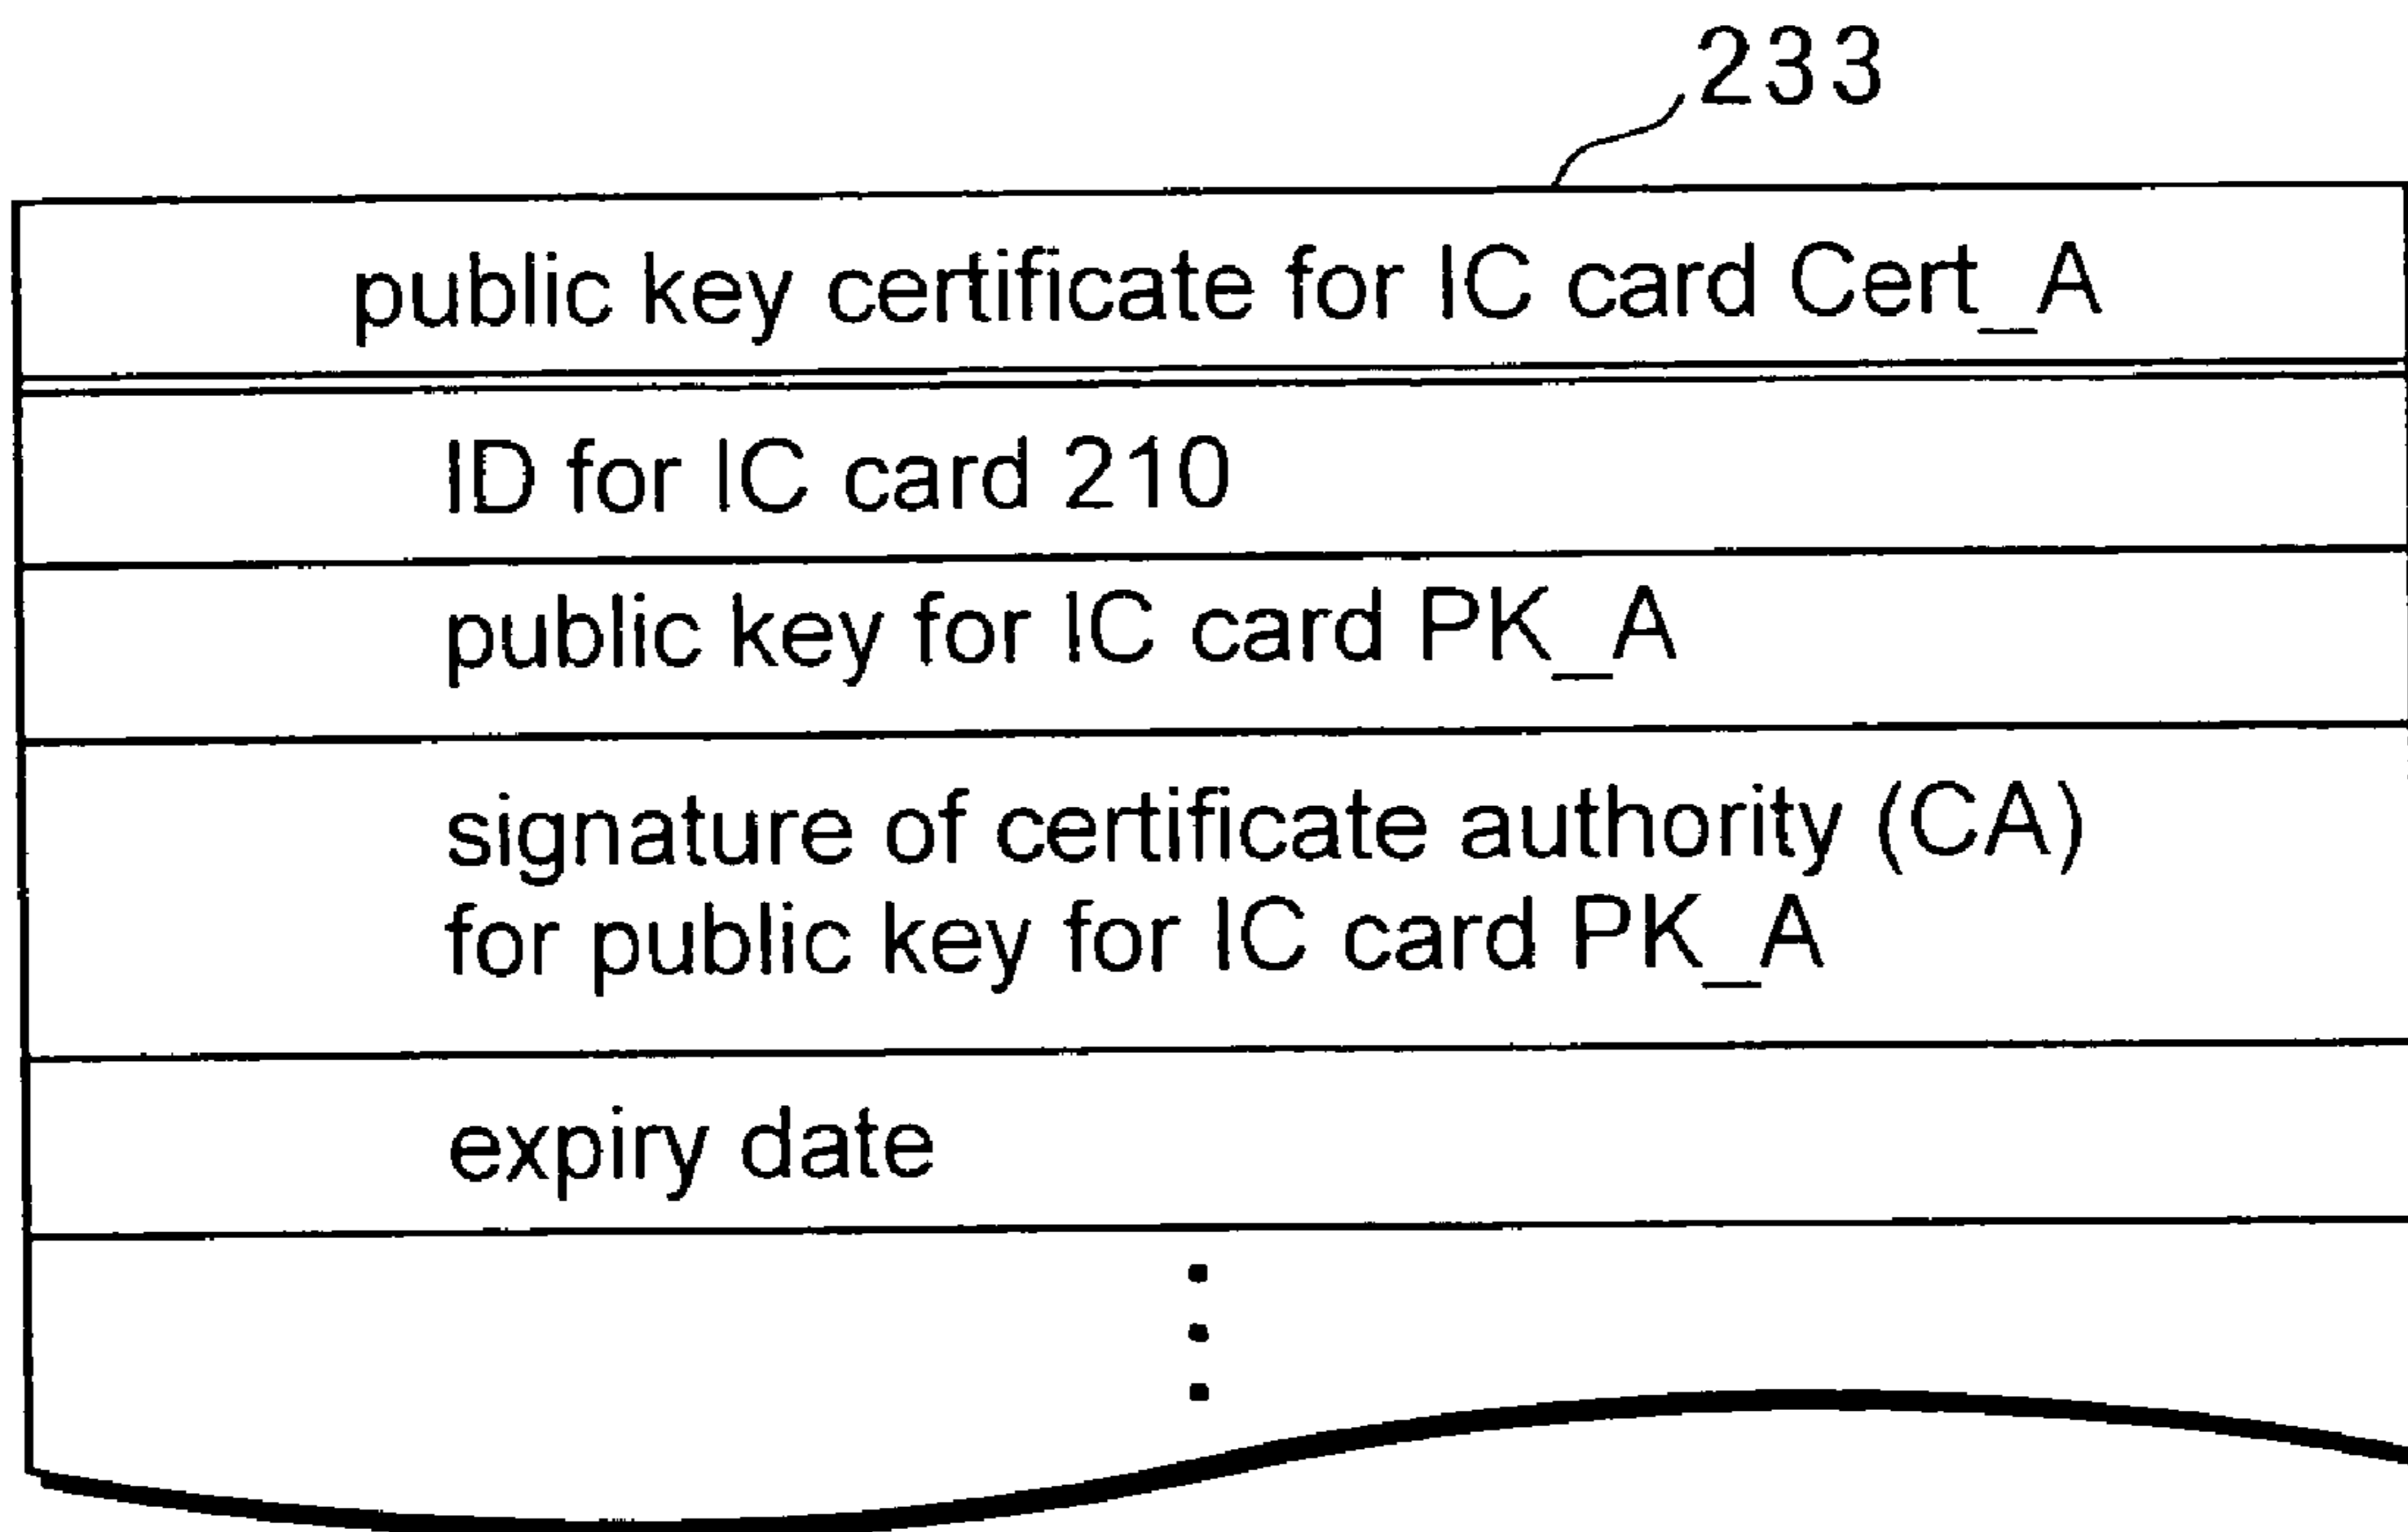 233
public key certificate for IC card Cert_A
ID for IC card 210
public key for IC card PK_A
signature of certificate authority (CA)
for public key for IC card PK_A
expiry date